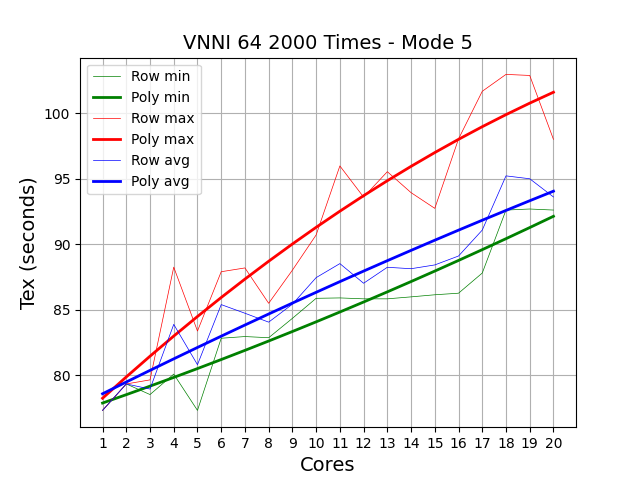 VNNI 64 2000 Times - Mode 5
Row min
Poly min
Row max
Poly max
Row avg
Poly avg
Tex (seconds)
100
95
90
85
80
1 2 3 4 5 6 7 8 9 10 11 12 13 14 15 16 17 18 19 20
Cores